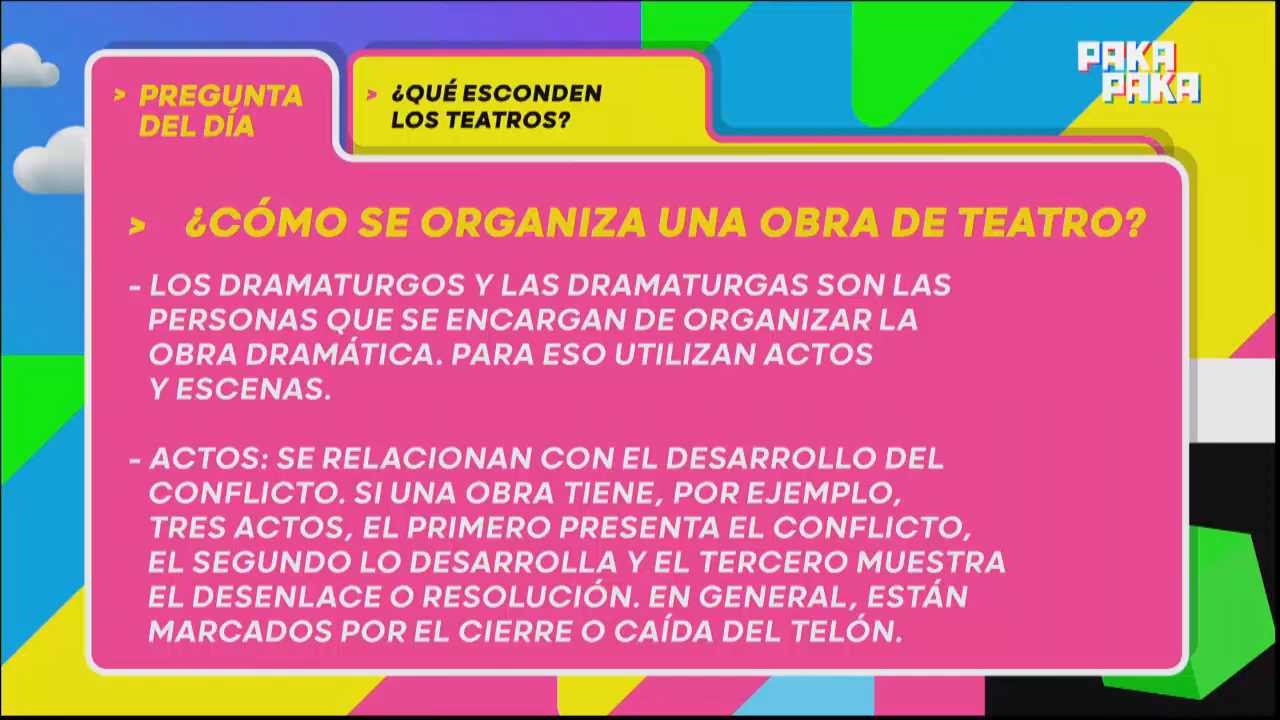 > PREGUNTA
DEL DÍA
> ¿QUÉ ESCONDEN
LOS TEATROS?
PAKA
PAKA
> ¿CÓMO SE ORGANIZA UNA OBRA DE TEATRO?
- LOS DRAMATURGOS Y LAS DRAMATURGAS SON LAS
PERSONAS QUE SE ENCARGAN DE ORGANIZAR LA
OBRA DRAMÁTICA. PARA ESO UTILIZAN ACTOS
Y ESCENAS.
- ACTOS: SE RELACIONAN CON EL DESARROLLO DEL
CONFLICTO. SI UNA OBRA TIENE, POR EJEMPLO,
TRES ACTOS, EL PRIMERO PRESENTA EL CONFLICTO,
EL SEGUNDO LO DESARROLLA Y EL TERCERO MUESTRA
EL DESENLACE O RESOLUCIÓN. EN GENERAL, ESTÁN
MARCADOS POR EL CIERRE O CAÍDA DEL TELÓN.